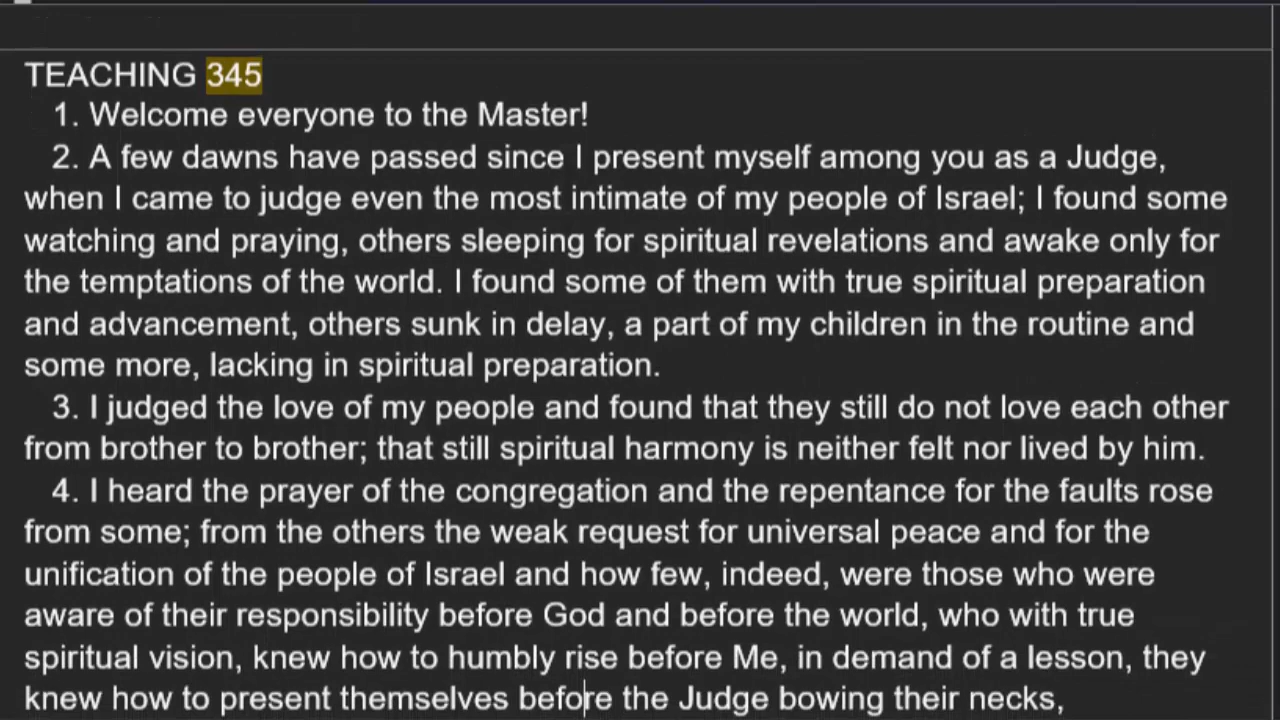 TEACHING 345
1. Welcome everyone to the Master!
2. A few dawns have passed since I present myself among you as a Judge,
when I came to judge even the most intimate of my people of Israel; I found some
watching and praying, others sleeping for spiritual revelations and awake only for
the temptations of the world. I found some of them with true spiritual preparation
and advancement, others sunk in delay, a part of my children in the routine and
some more, lacking in spiritual preparation.
3. I judged the love of my people and found that they still do not love each other
from brother to brother; that still spiritual harmony is neither felt nor lived by him.
4. I heard the prayer of the congregation and the repentance for the faults rose
from some; from the others the weak request for universal peace and for the
unification of the people of Israel and how few, indeed, were those who were
aware of their responsibility before God and before the world, who with true
spiritual vision, knew how to humbly rise before Me, in demand of a lesson, they
knew how to present themselves before the Judge bowing their necks,